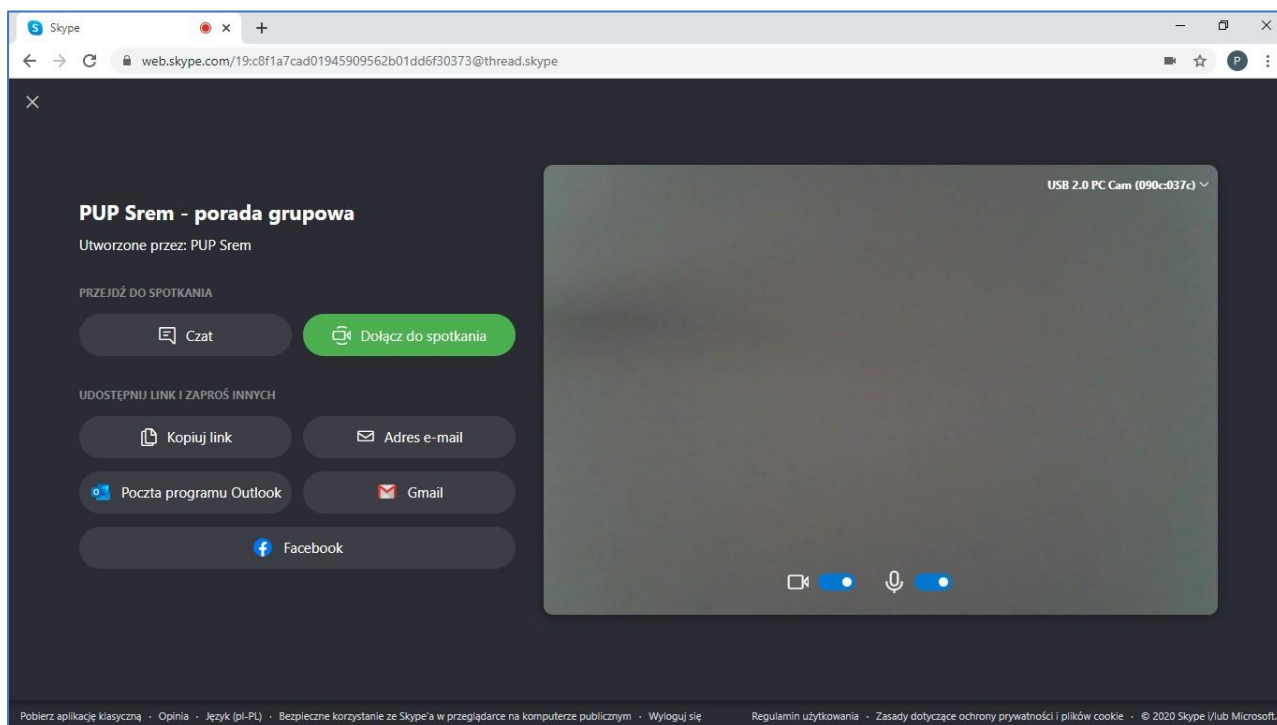 Skype
web.skype.com/19:c8f1a7cad01945909562b01dd6f30373@thread.skype
P
USB 2.0 PC Cam (090c:037c)
PUP Srem - porada grupowa
Utworzone przez: PUP Srem
PRZEJDŹ DO SPOTKANIA
Czat
Dołącz do spotkania
UDOSTĘPNIJ LINK I ZAPROŚ INNYCH
Kopiuj link
Adres e-mail
Poczta programu Outlook
Gmail
Facebook
Pobierz aplikację klasyczną · Opinia · Język (pl-PL) · Bezpieczne korzystanie ze Skype'a w przeglądarce na komputerze publicznym · Wyloguj się
Regulamin użytkowania · Zasady dotyczące ochrony prywatności i plików cookie · © 2020 Skype i/lub Microsoft